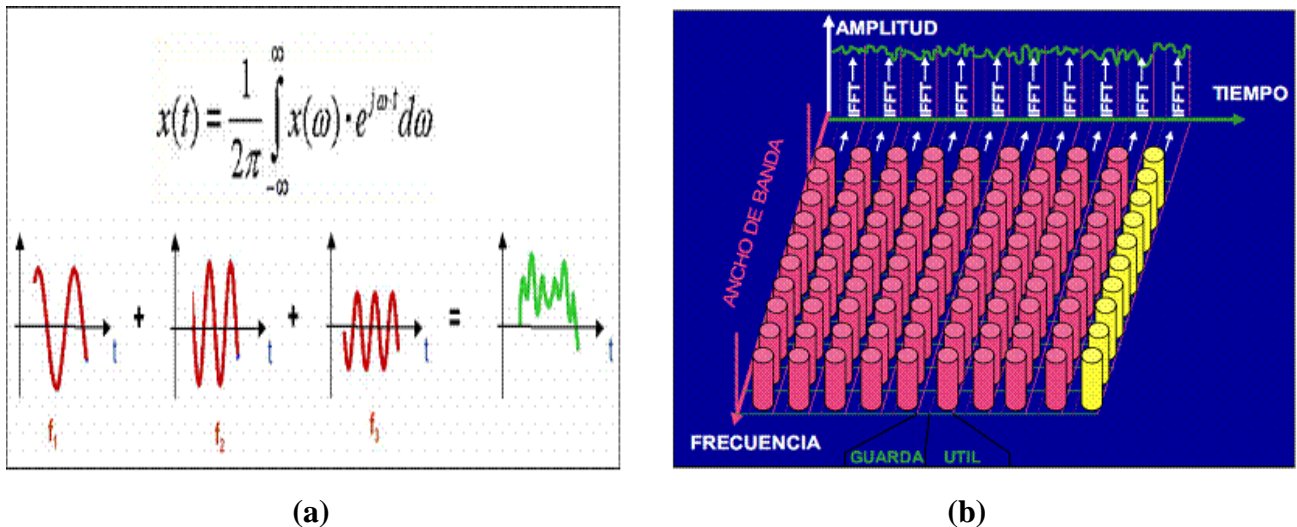 x(t) = 1/2π ∫_{-∞}^{∞} x(ω)·e^{jω·t} dω
t + t + t = t
f₁ f₂ f₃
(a)
AMPLITUD
IFFT IFFT IFFT IFFT IFFT IFFT IFFT IFFT IFFT IFFT
TIEMPO
ANCHO DE BANDA
FRECUENCIA
GUARDA UTIL
(b)